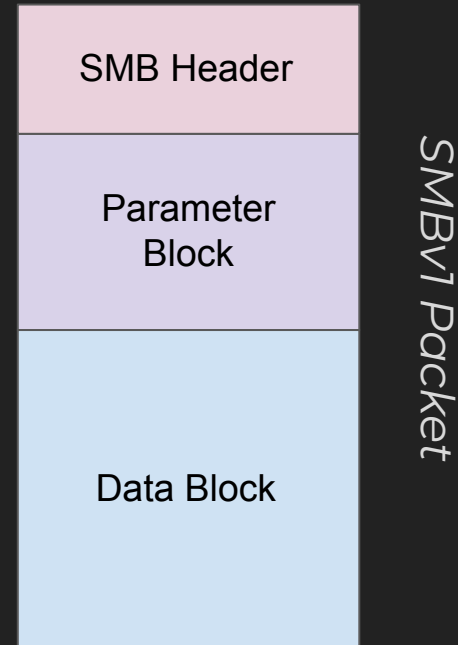 SMB Header
Parameter
Block
Data Block
SMBv1 Packet